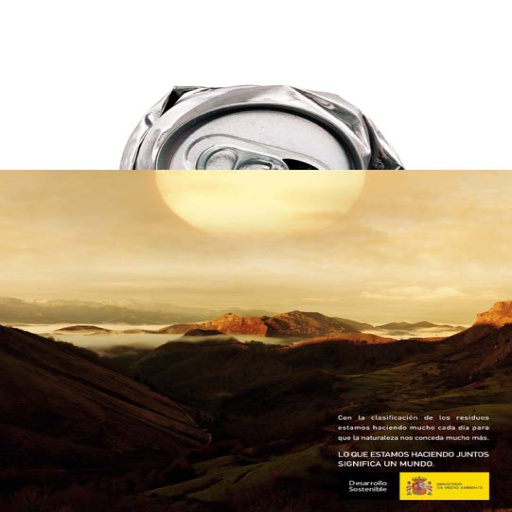 Con la clasificación de los residuos
estamos haciendo mucho cada día para
que la naturaleza nos conceda mucho más.
LO QUE ESTAMOS HACIENDO JUNTOS
SIGNIFICA UN MUNDO.
Desarrollo
Sostenible
MINISTERIO
DE MEDIO AMBIENTE